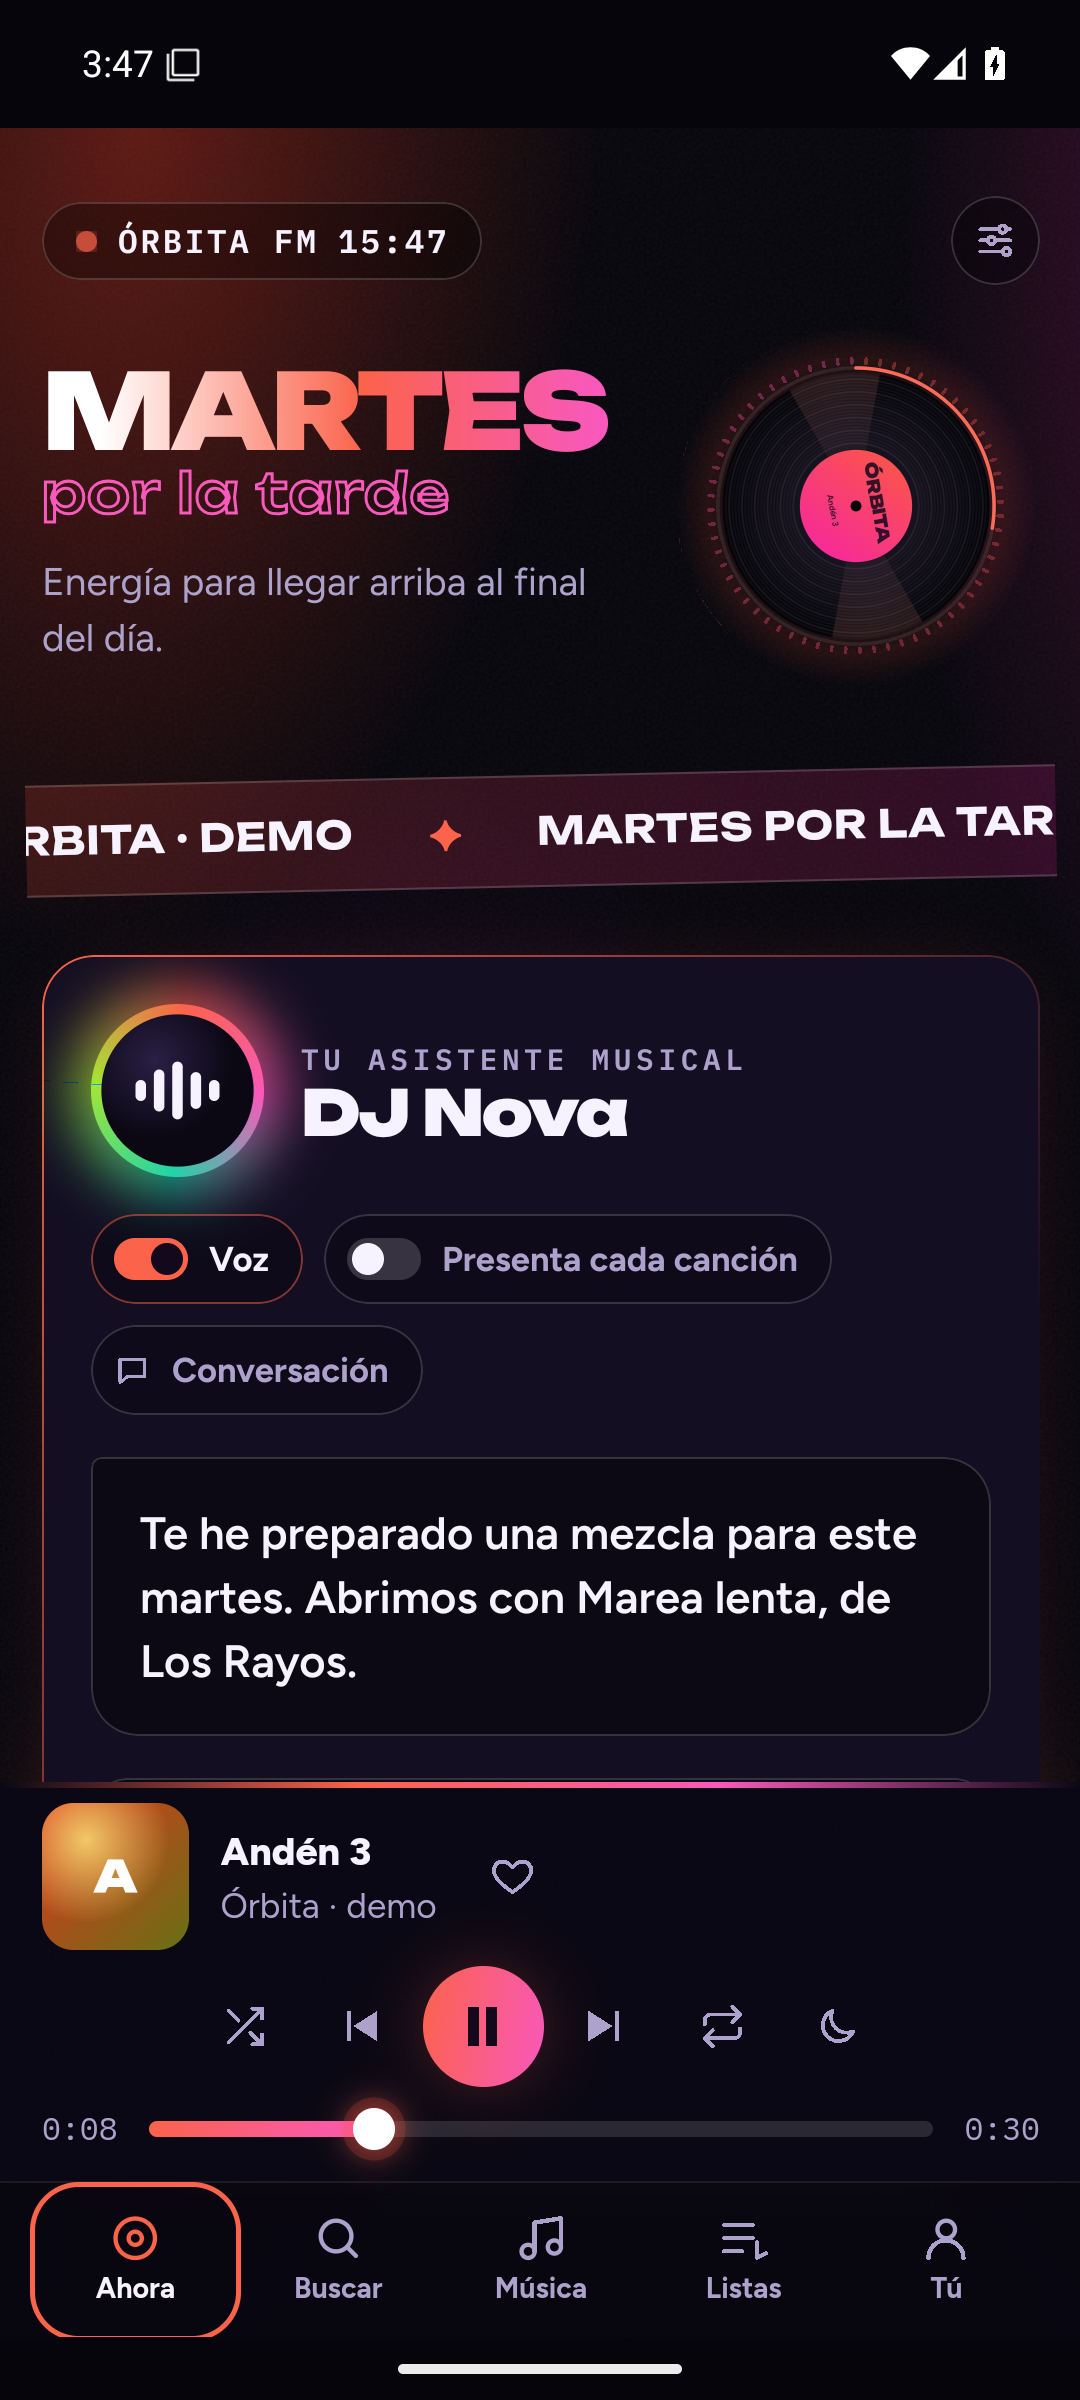 3:47
ÓRBITA FM 15:47
MARTES
por la tarde
Energía para llegar arriba al final
del día.
ÓRBITA
Andén 3
RBITA • DEMO ✦ MARTES POR LA TAR
TU ASISTENTE MUSICAL
DJ Nova
Voz
Presenta cada canción
Conversación
Te he preparado una mezcla para este
martes. Abrimos con Marea lenta, de
Los Rayos.
A
Andén 3
Órbita · demo
0:08
0:30
Ahora
Buscar
Música
Listas
Tú